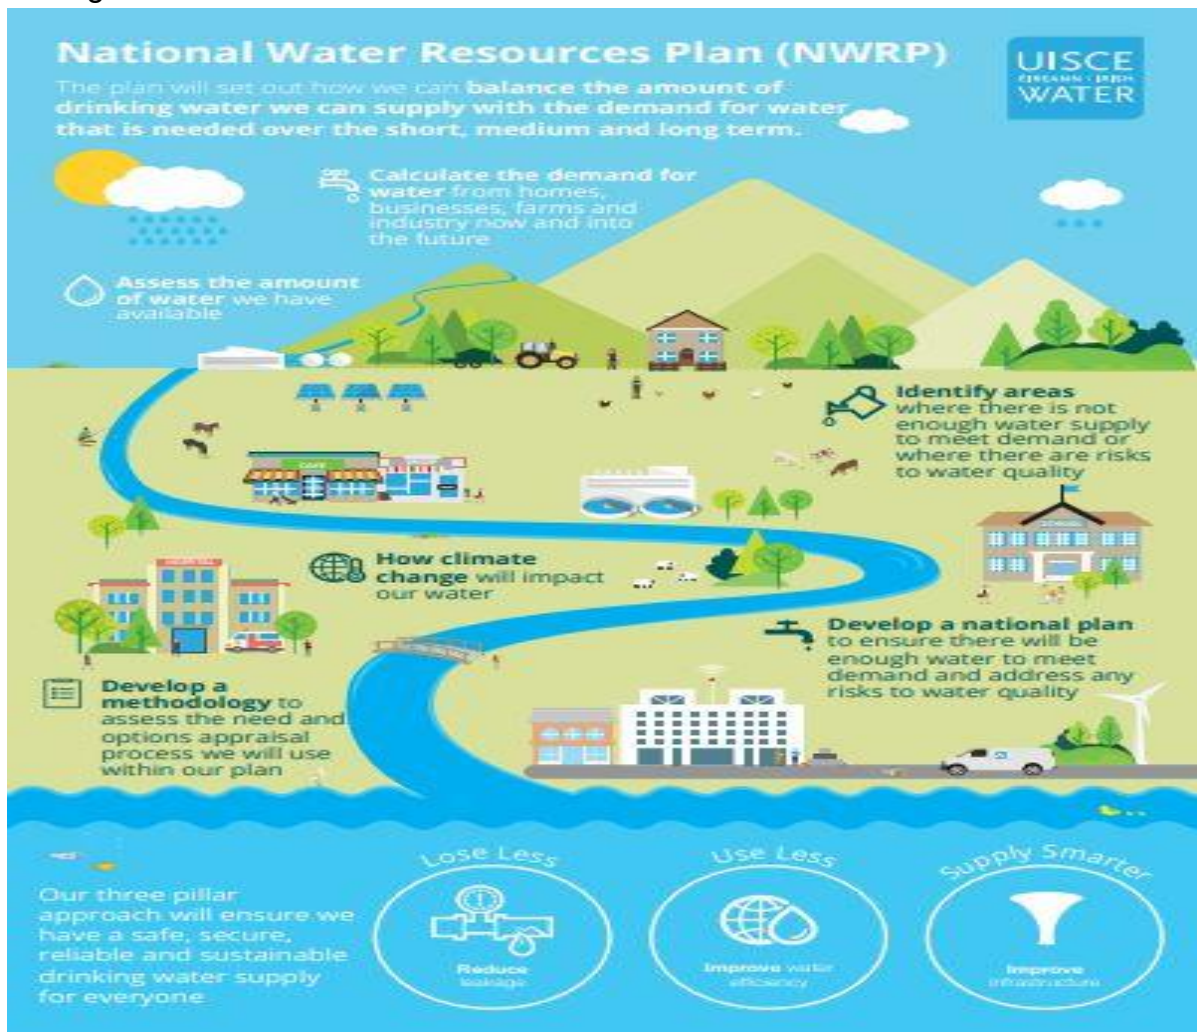 National Water Resources Plan (NWRP)
UISCE
ÉIREANN : IRISH
WATER
The plan will set out how we can balance the amount of
drinking water we can supply with the demand for water
that is needed over the short, medium and long term.
Calculate the demand for
water from homes,
businesses, farms and
industry now and into
the future
Assess the amount
of water we have
available
Identify areas
where there is not
enough water supply
to meet demand or
where there are risks
to water quality
CAFE
SCHOOL
How climate
change will impact
our water
HOSPITAL
Develop a national plan
to ensure there will be
enough water to meet
demand and address any
risks to water quality
Develop a
methodology to
assess the need and
options appraisal
process we will use
within our plan
Our three pillar
approach will ensure we
have a safe, secure,
reliable and sustainable
drinking water supply
for everyone
Lose Less
Reduce
leakage
Use Less
Improve water
efficiency
Supply Smarter
Improve
infrastructure